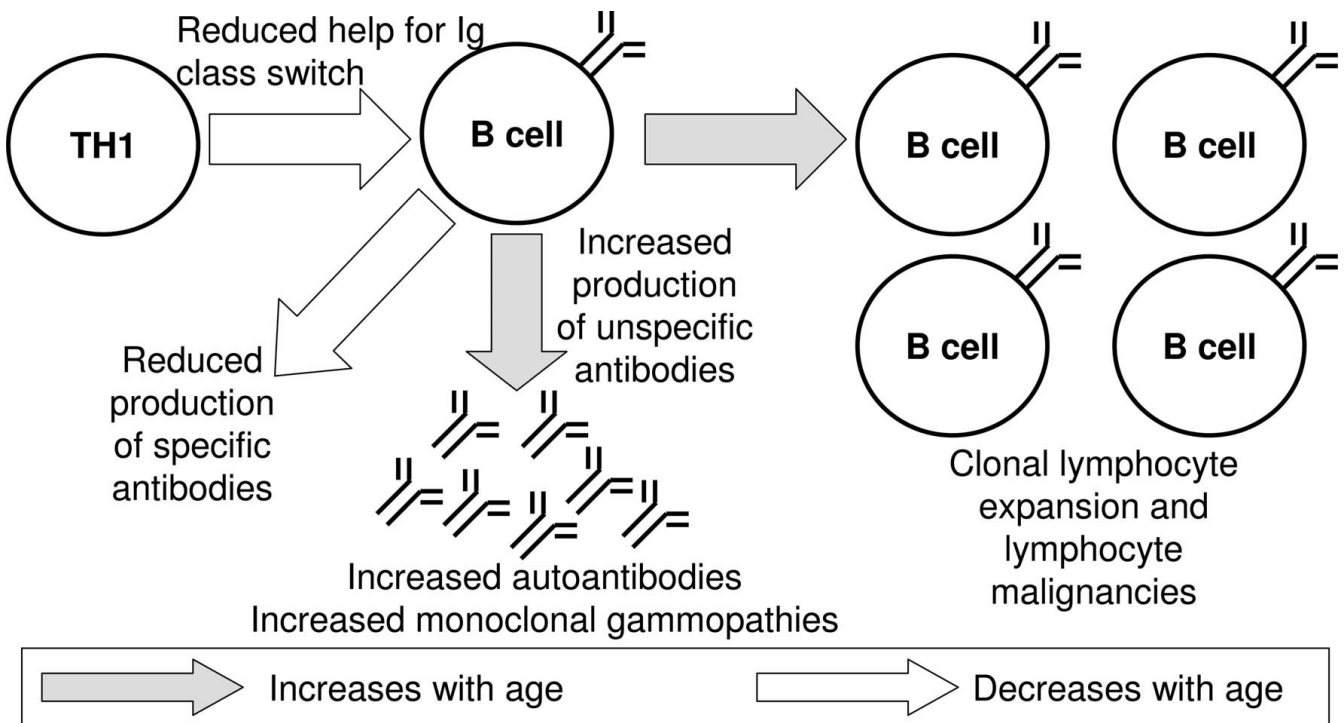 Reduced help for Ig
class switch
TH1
B cell
B cell
B cell
Increased
production
of unspecific
antibodies
Reduced
production
of specific
antibodies
B cell
B cell
Clonal lymphocyte
expansion and
lymphocyte
malignancies
Increased autoantibodies
Increased monoclonal gammopathies
Increases with age
Decreases with age